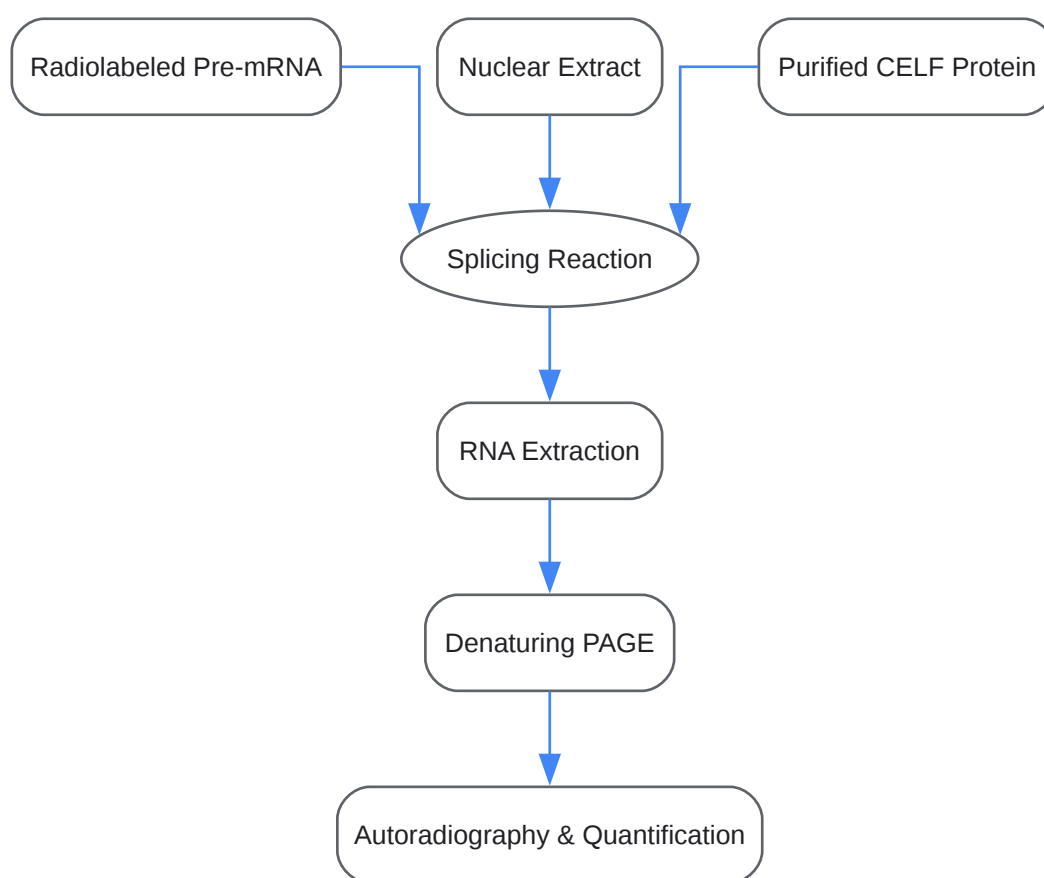 Radiolabeled Pre-mRNA
Nuclear Extract
Purified CELF Protein
Splicing Reaction
RNA Extraction
Denaturing PAGE
Autoradiography & Quantification